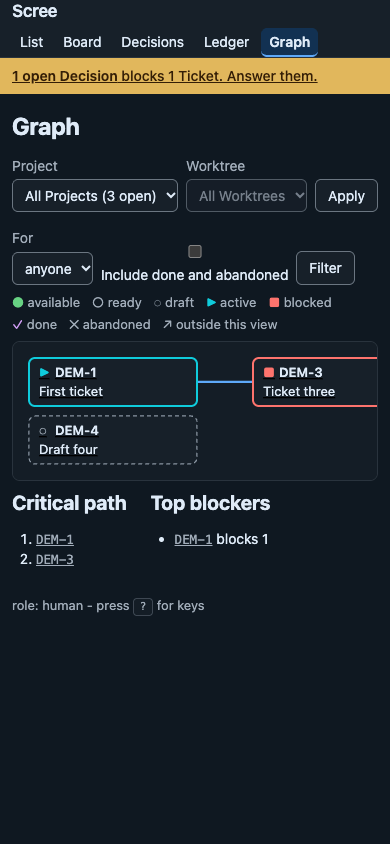 Scree
List Board Decisions Ledger Graph
1 open Decision blocks 1 Ticket. Answer them.
Graph
Project Worktree
All Projects (3 open) All Worktrees Apply
For
anyone Include done and abandoned Filter
available ready draft active blocked
done abandoned outside this view
DEM-1 DEM-3
First ticket Ticket three
DEM-4
Draft four
Critical path Top blockers
1. DEM-1 • DEM-1 blocks 1
2. DEM-3
role: human - press ? for keys